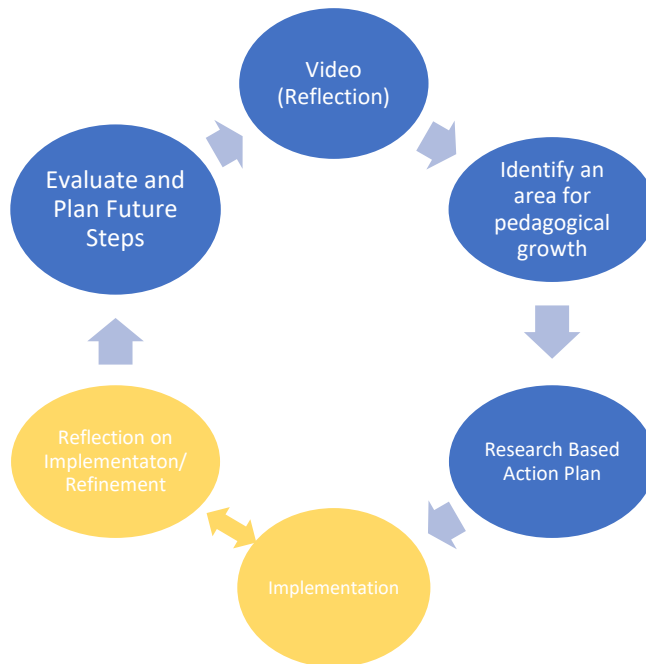 Video
(Reflection)
Identify an
area for
pedagogical
growth
Research Based
Action Plan
Implementation
Reflection on
Implementaton/
Refinement
Evaluate and
Plan Future
Steps